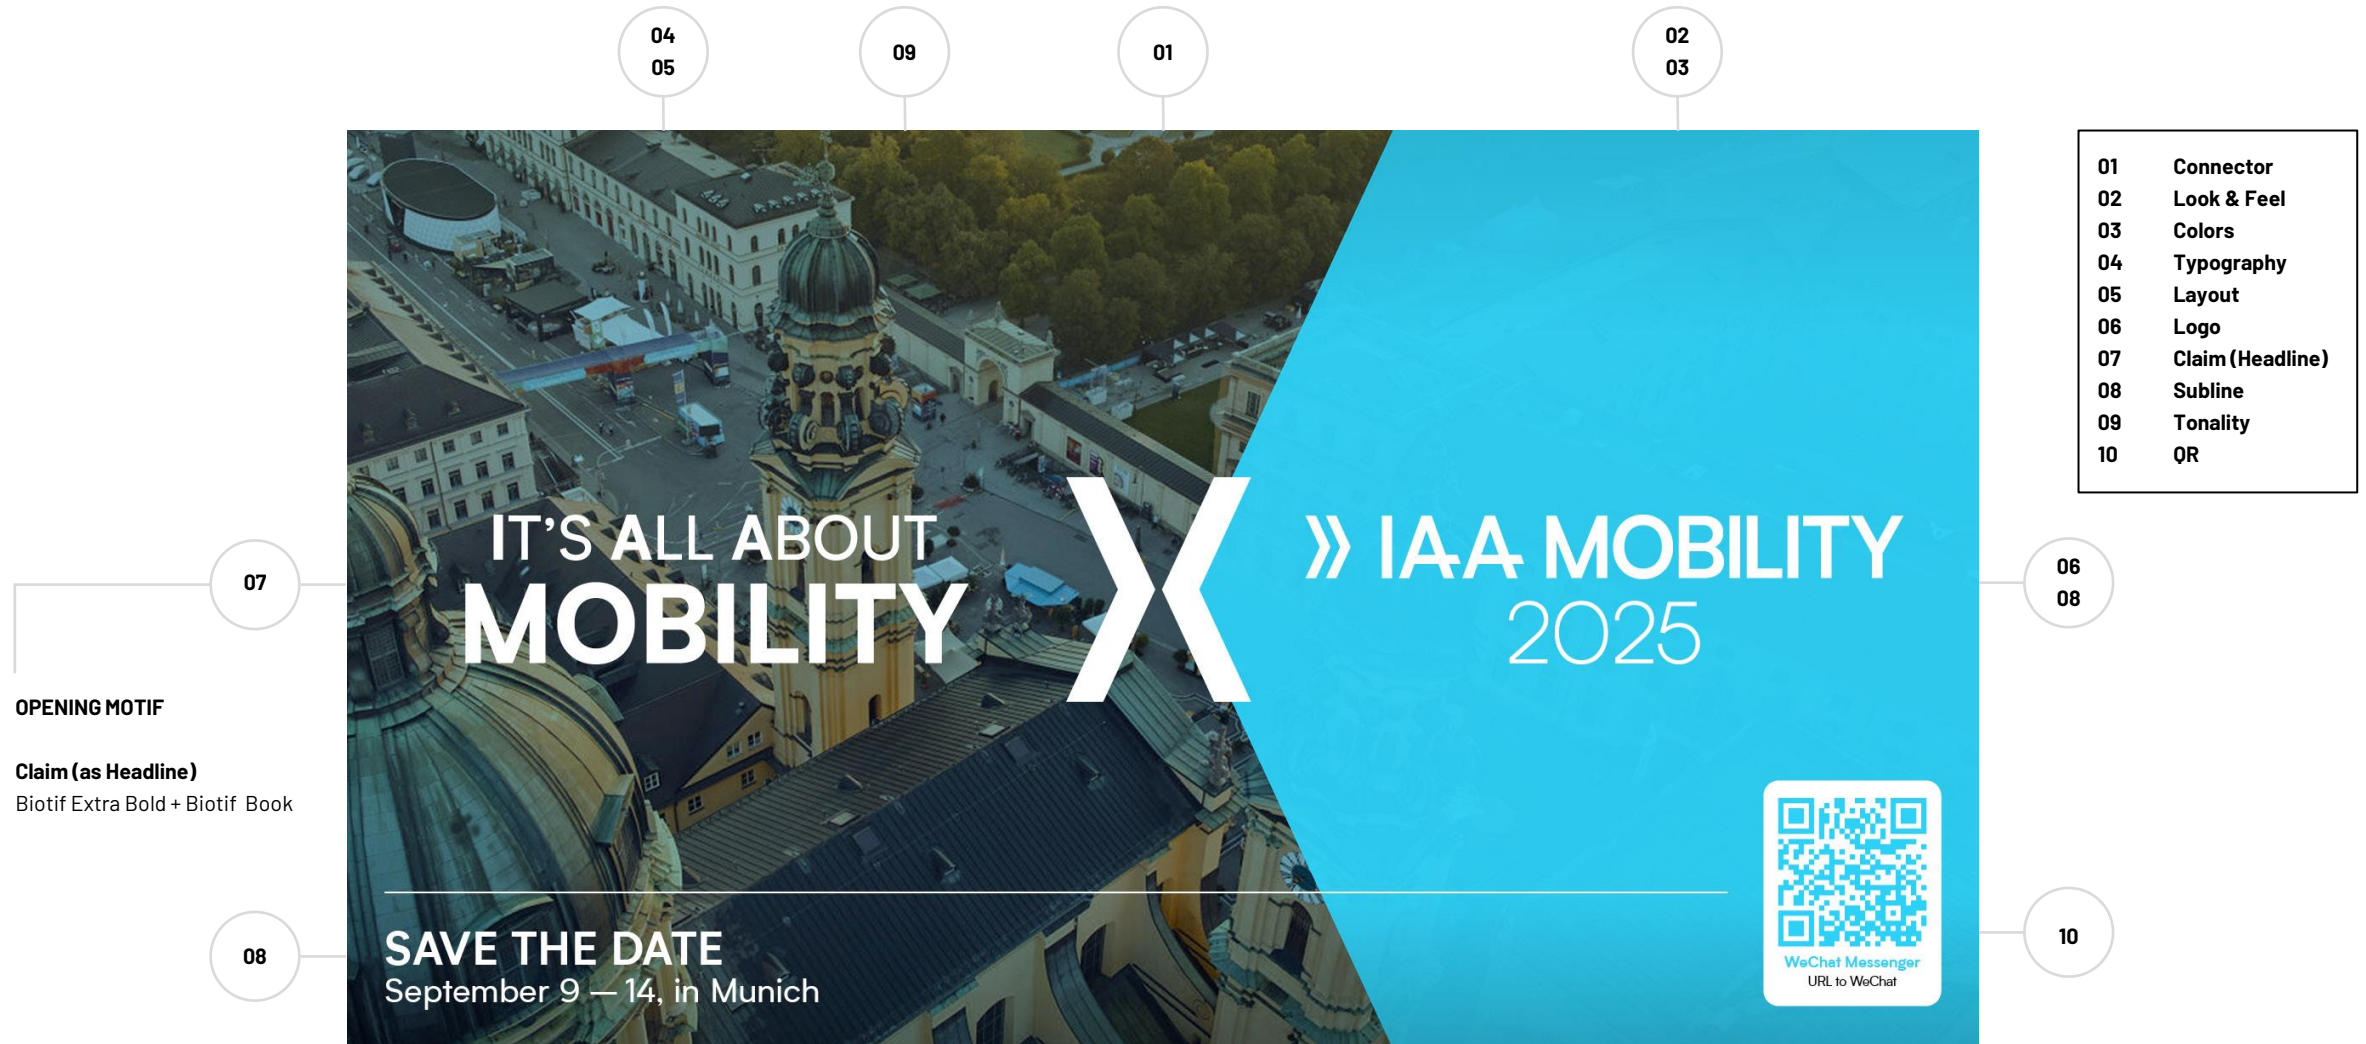 04
05
09
01
02
03
01 Connector
02 Look & Feel
03 Colors
04 Typography
05 Layout
06 Logo
07 Claim (Headline)
08 Subline
09 Tonality
10 QR
07
IT’S ALL ABOUT
MOBILITY
X
IAA MOBILITY
2025
06
08
OPENING MOTIF
Claim (as Headline)
Biotif Extra Bold + Biotif Book
08
SAVE THE DATE
September 9 — 14, in Munich
WeChat Messenger
URL to WeChat
10